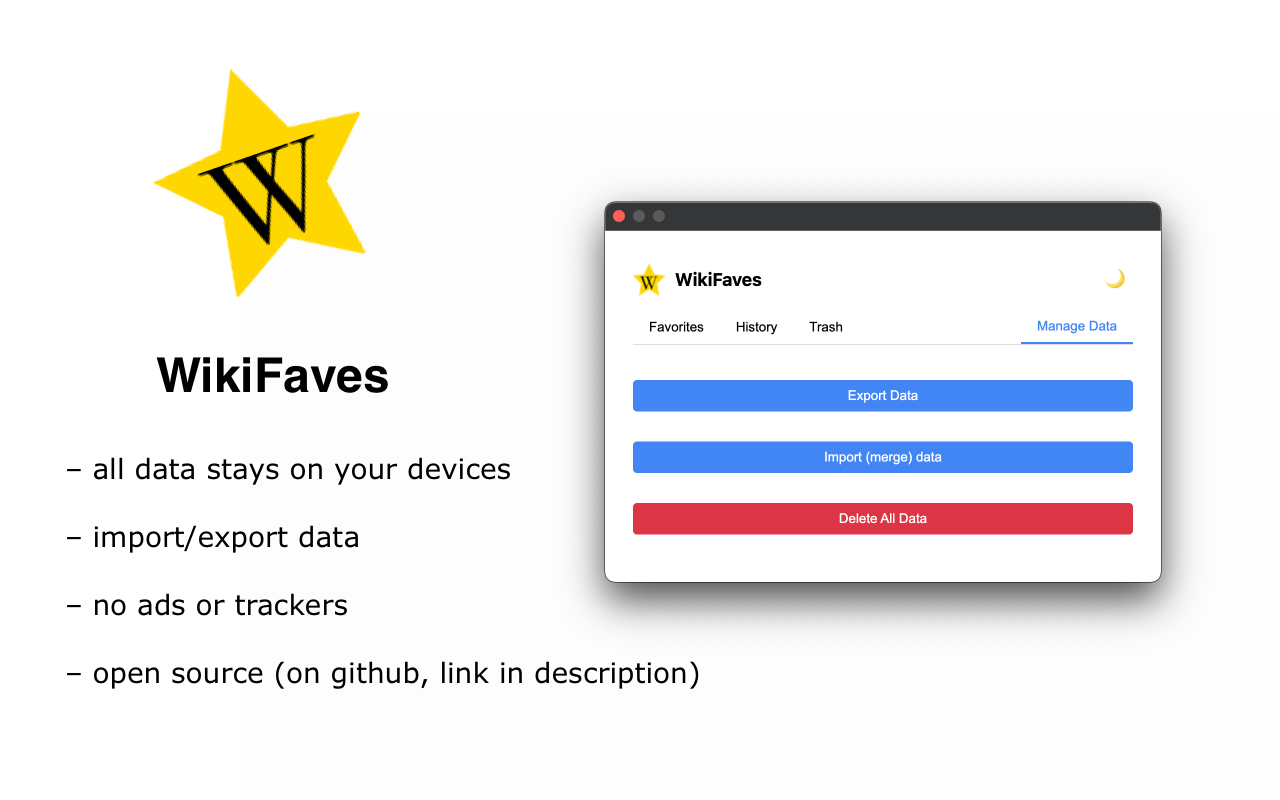 W
WikiFaves
– all data stays on your devices
– import/export data
– no ads or trackers
– open source (on github, link in description)
W
WikiFaves
Favorites History Trash Manage Data
Export Data
Import (merge) data
Delete All Data